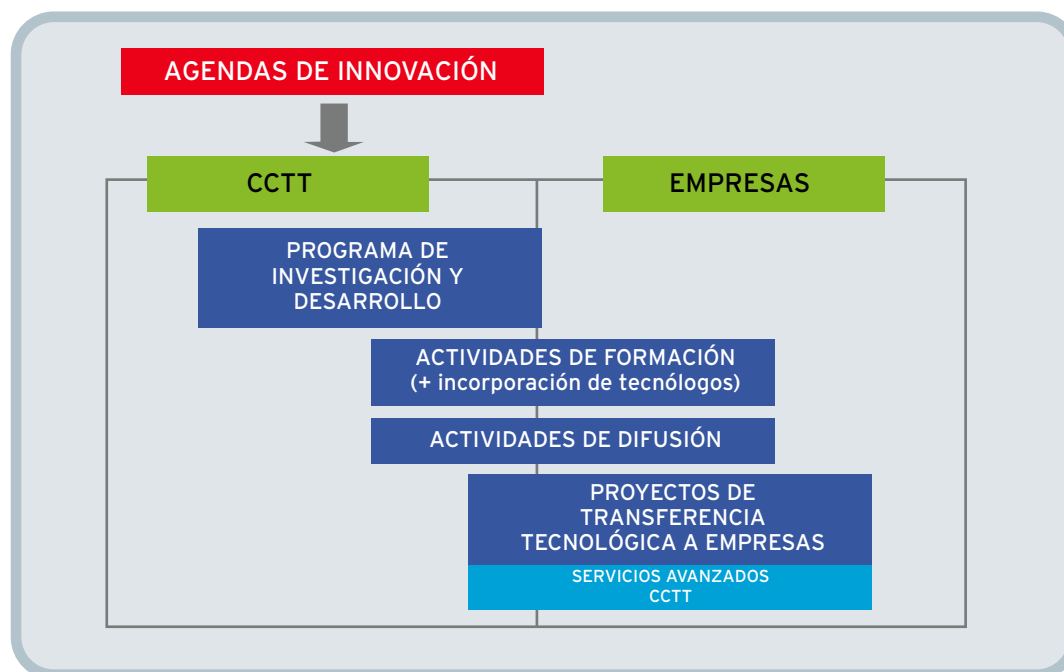 AGENDAS DE INNOVACIÓN
CCTT
EMPRESAS
PROGRAMA DE
INVESTIGACIÓN Y
DESARROLLO
ACTIVIDADES DE FORMACIÓN
(+ incorporación de tecnólogos)
ACTIVIDADES DE DIFUSIÓN
PROYECTOS DE
TRANSFERENCIA
TECNOLÓGICA A EMPRESAS
SERVICIOS AVANZADOS
CCTT